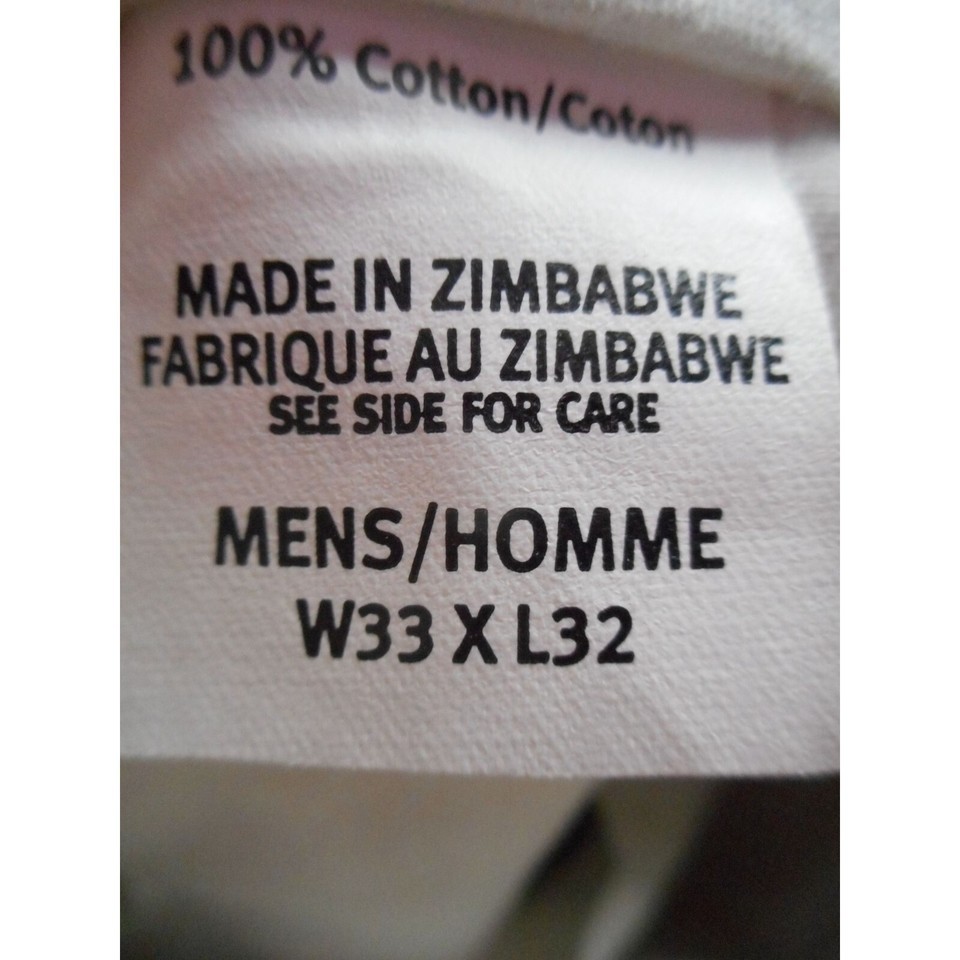 100% Cotton/Coton
MADE IN ZIMBABWE
FABRIQUE AU ZIMBABWE
SEE SIDE FOR CARE
MENS/HOMME
W33 X L32